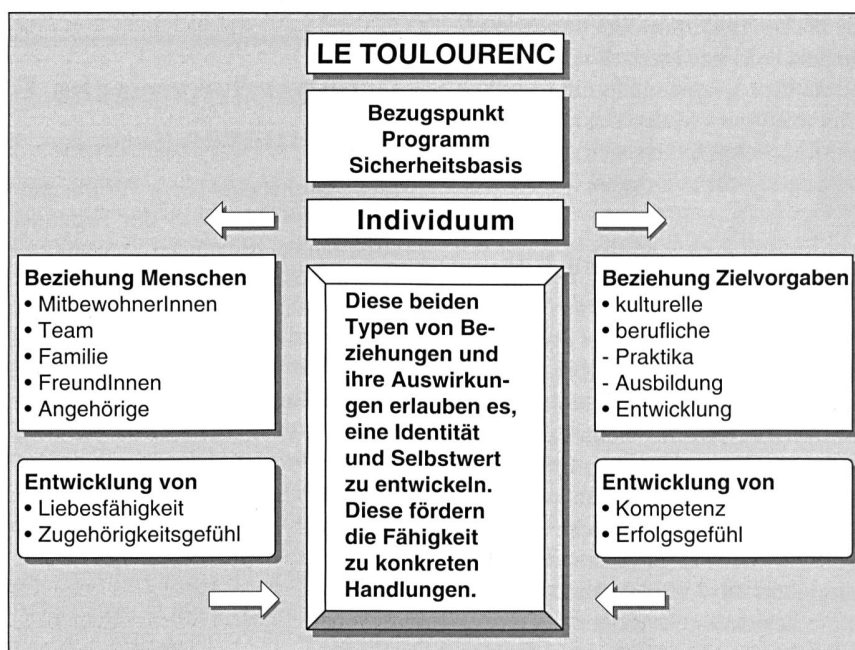 LE TOULOURENC
Bezugspunkt
Programm
Sicherheitsbasis
Individuum
Beziehung Menschen
• MitbewohnerInnen
• Team
• Familie
• FreundInnen
• Angehörige
Entwicklung von
• Liebesfähigkeit
• Zugehörigkeitsgefühl
Diese beiden
Typen von Be-
ziehungen und
ihre Auswirkun-
gen erlauben es,
eine Identität
und Selbstwert
zu entwickeln.
Diese fördern
die Fähigkeit
zu konkreten
Handlungen.
Beziehung Zielvorgaben
• kulturelle
• berufliche
- Praktika
- Ausbildung
• Entwicklung
Entwicklung von
• Kompetenz
• Erfolgsgefühl